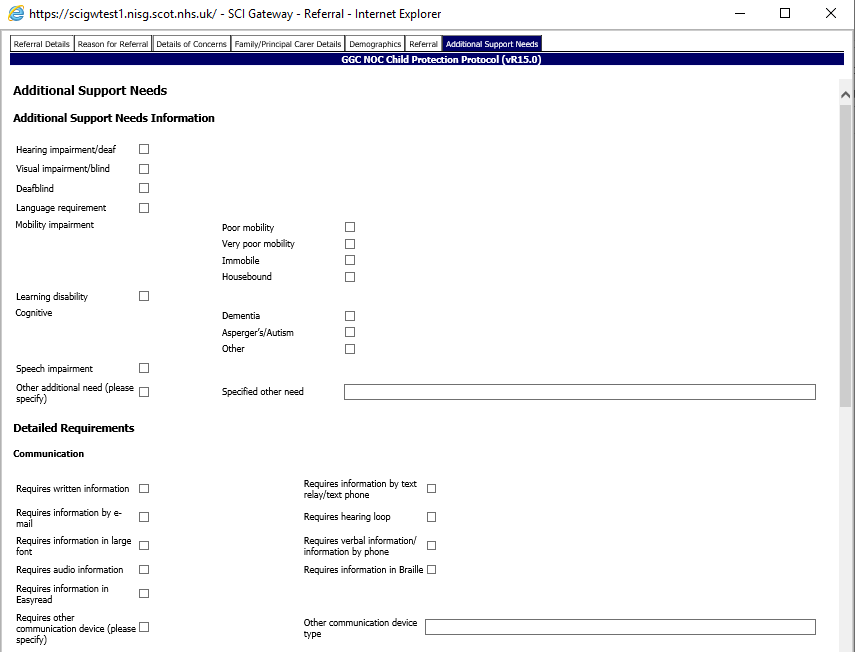 https://scigwtest1.nisg.scot.nhs.uk/ - SCI Gateway - Referral - Internet Explorer
Referral Details Reason for Referral Details of Concerns Family/Principal Carer Details Demographics Referral Additional Support Needs
GGC NOC Child Protection Protocol (vR15.0)
Additional Support Needs
Additional Support Needs Information
Hearing impairment/deaf
Visual impairment/blind
Deafblind
Language requirement
Mobility impairment
Poor mobility
Very poor mobility
Immobile
Housebound
Learning disability
Cognitive
Dementia
Asperger's/Autism
Other
Speech impairment
Other additional need (please
specify)
Specified other need
Detailed Requirements
Communication
Requires written information
Requires information by text
relay/text phone
Requires information by e-
mail
Requires hearing loop
Requires information in large
font
Requires verbal information/
information by phone
Requires audio information
Requires information in Braille
Requires information in
Easyread
Requires other
communication device (please
specify)
Other communication device
type